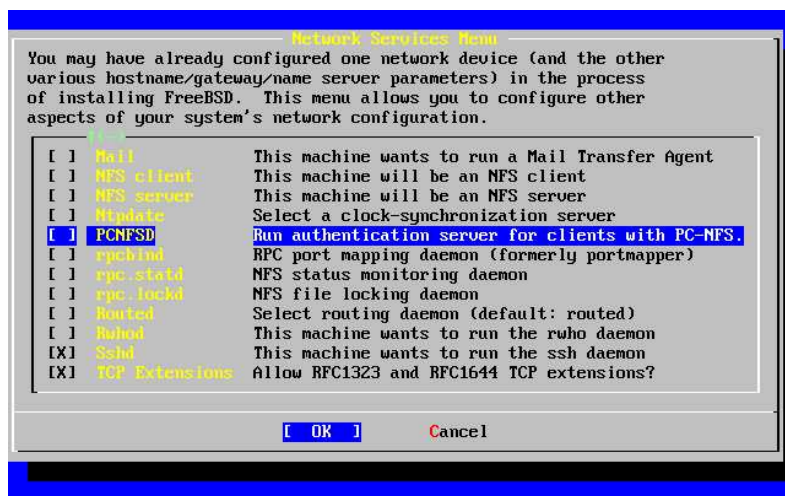 Network Services Menu
You may have already configured one network device (and the other
various hostname/gateway/name server parameters) in the process
of installing FreeBSD.  This menu allows you to configure other
aspects of your system's network configuration.
↑(-)
[ ] Mail This machine wants to run a Mail Transfer Agent
[ ] NFS client This machine will be an NFS client
[ ] NFS server This machine will be an NFS server
[ ] Ntpdate Select a clock-synchronization server
[ ] PCNFSD Run authentication server for clients with PC-NFS.
[ ] rpcbind RPC port mapping daemon (formerly portmapper)
[ ] rpc.statd NFS status monitoring daemon
[ ] rpc.lockd NFS file locking daemon
[ ] Routed Select routing daemon (default: routed)
[ ] Rwhod This machine wants to run the rwho daemon
[X] Sshd This machine wants to run the ssh daemon
[X] TCP Extensions Allow RFC1323 and RFC1644 TCP extensions?
[ OK ] Cancel